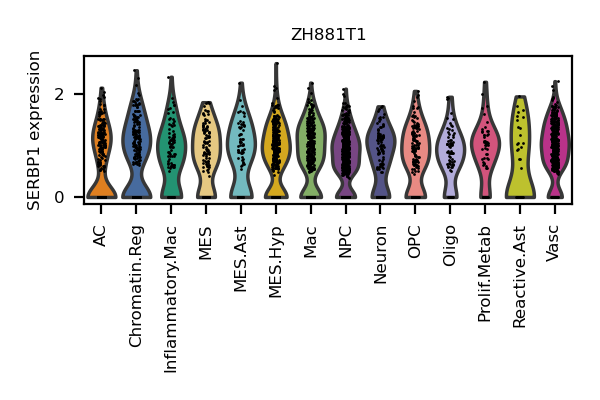 ZH881T1
SERBP1 expression
2
0
AC
Chromatin.Reg
Inflammatory.Mac
MES
MES.Ast
MES.Hyp
Mac
NPC
Neuron
OPC
Oligo
Prolif.Metab
Reactive.Ast
Vasc